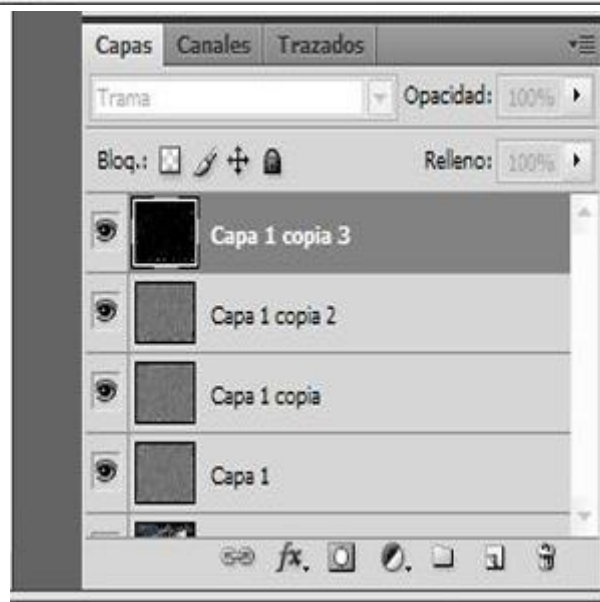 Capas Canales Trazados
Trama Opacidad: 100%
Bloq.: Relleno: 100%
Capa 1 copia 3
Capa 1 copia 2
Capa 1 copia
Capa 1
fx.